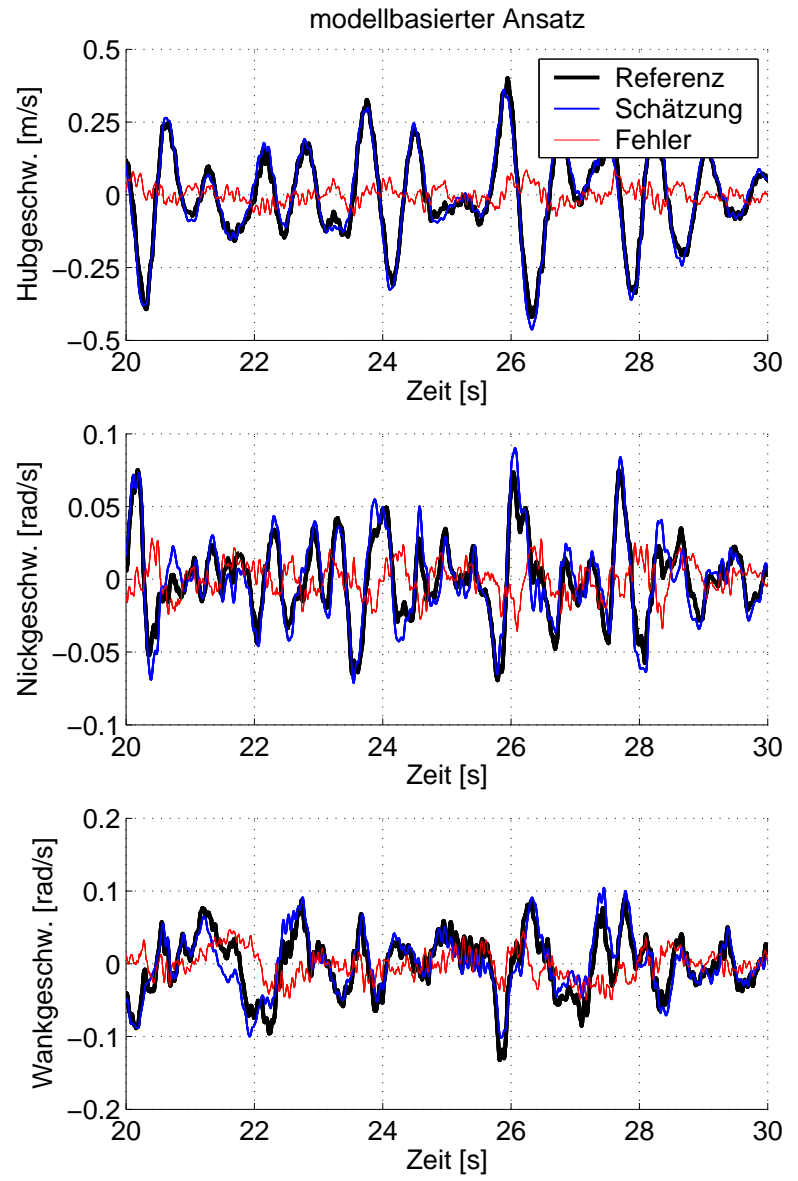 modellbasierter Ansatz
Hubgeschw. [m/s]
0.5
0.25
0
−0.25
−0.5
Referenz
Schätzung
Fehler
20 22 24 26 28 30
Zeit [s]
Nickgeschw. [rad/s]
0.1
0.05
0
−0.05
−0.1
20 22 24 26 28 30
Zeit [s]
Wankgeschw. [rad/s]
0.2
0.1
0
−0.1
−0.2
20 22 24 26 28 30
Zeit [s]